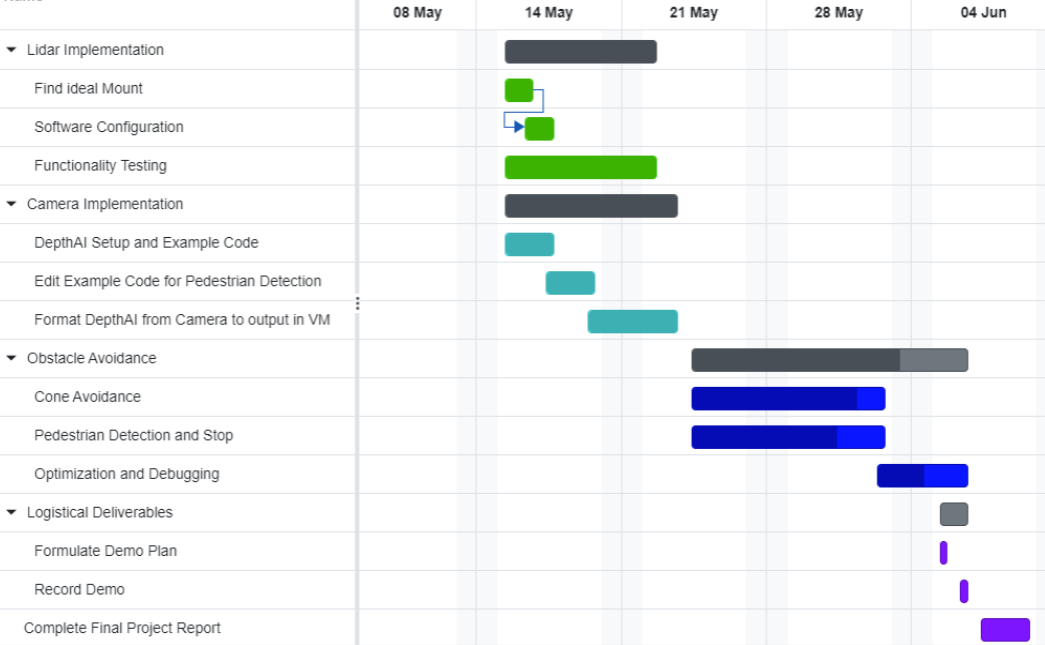 08 May 14 May 21 May 28 May 04 Jun
Lidar Implementation
Find ideal Mount
Software Configuration
Functionality Testing
Camera Implementation
DepthAI Setup and Example Code
Edit Example Code for Pedestrian Detection
Format DepthAI from Camera to output in VM
Obstacle Avoidance
Cone Avoidance
Pedestrian Detection and Stop
Optimization and Debugging
Logistical Deliverables
Formulate Demo Plan
Record Demo
Complete Final Project Report